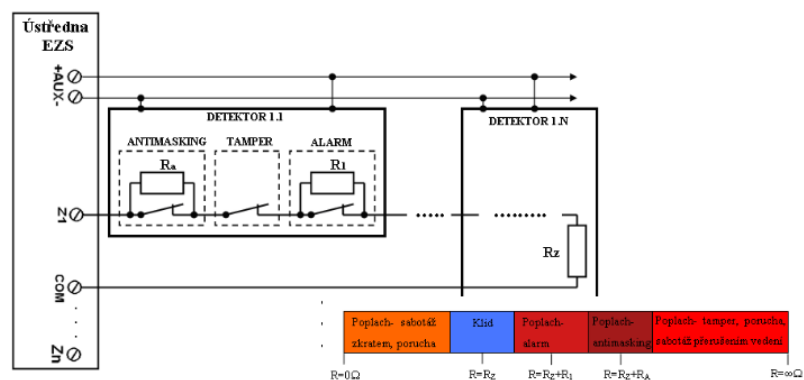 Ústředna
EZS
+AUX-
DETEKTOR 1.1
DETEKTOR 1.N
ANTIMASKING TAMPER ALARM
Ra R1
Z1
Rz
COM
Zn
Poplach- sabotáž Klid Poplach- Poplach- Poplach- tamper, porucha,
zkratem, porucha alarm antimasking sabotáž přerušením vedení
R=0Ω R=RZ R=RZ+R1 R=RZ+RA R=∞Ω